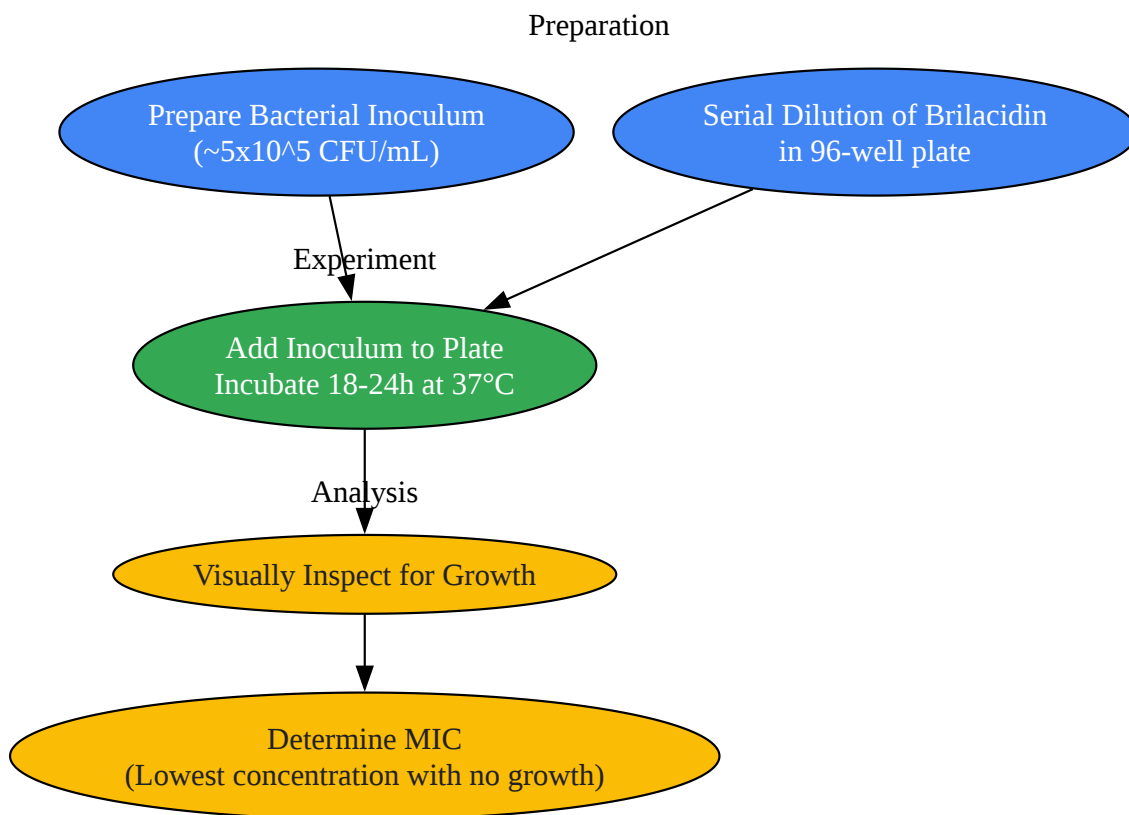 Preparation
Prepare Bacterial Inoculum
(~5x10^5 CFU/mL)
Serial Dilution of Brilacidin
in 96-well plate
Experiment
Add Inoculum to Plate
Incubate 18-24h at 37°C
Analysis
Visually Inspect for Growth
Determine MIC
(Lowest concentration with no growth)